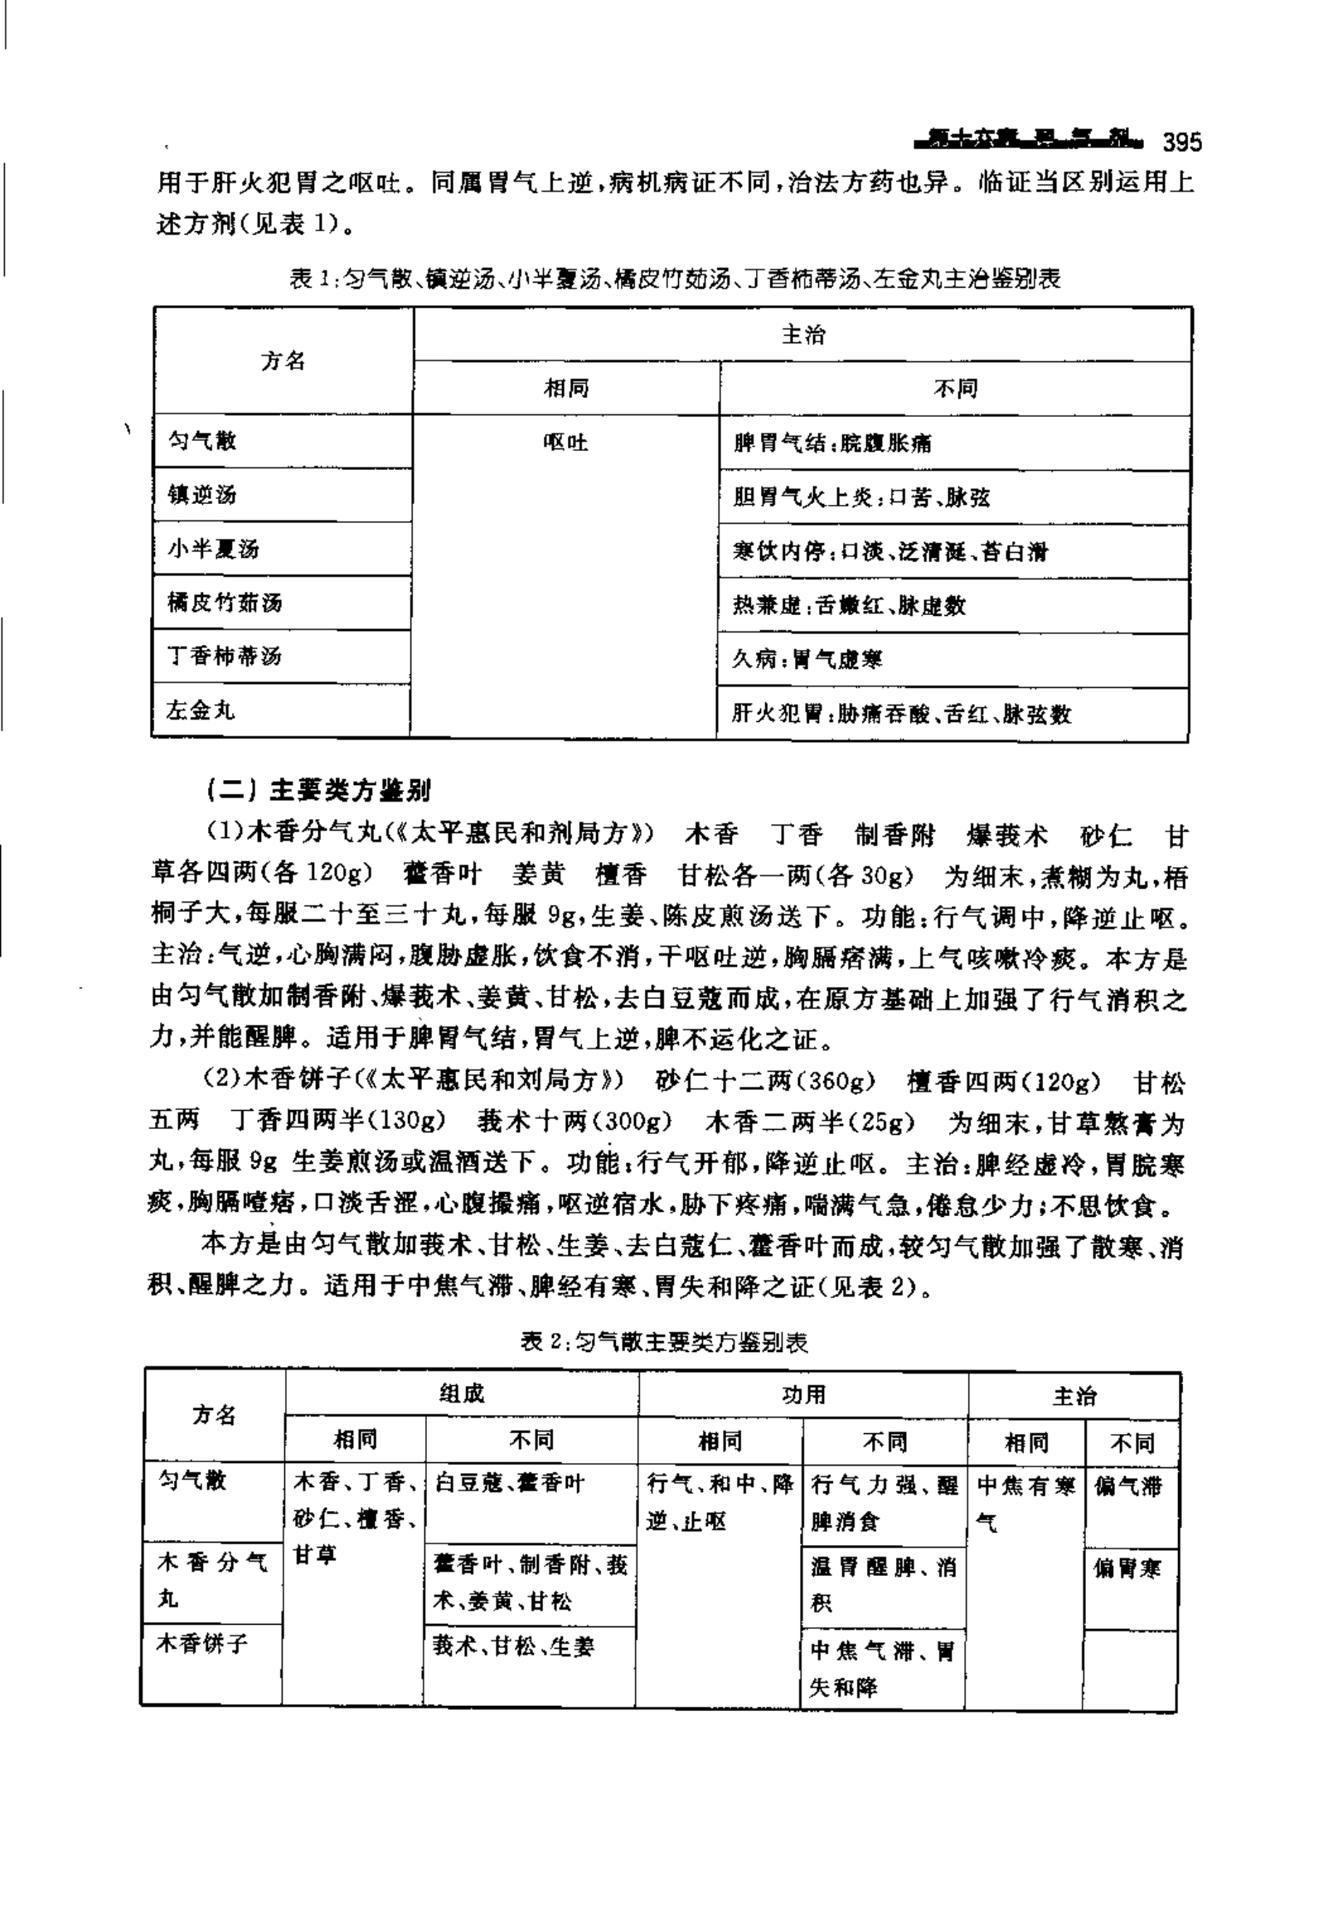 第十六章 理气剂 395
用于肝火犯胃之呕吐。同属胃气上逆,病机病证不同,治法方药也异。临证当区别运用上
述方剂(见表1)。
表1:匀气散、镇逆汤、小半夏汤、橘皮竹茹汤、丁香柿蒂汤、左金丸主治鉴别表
方名 主治
相同 不同
匀气散 呕吐 脾胃气结:脘腹胀痛
镇逆汤 胆胃气火上炎:口苦、脉弦
小半夏汤 寒饮内停:口淡、泛清涎、苔白滑
橘皮竹茹汤 热兼虚:舌嫩红、脉虚数
丁香柿蒂汤 久病:胃气虚寒
左金丸 肝火犯胃:胁痛吞酸、舌红、脉弦数
(二)主要类方鉴别
(1)木香分气丸(《太平惠民和剂局方》) 木香 丁香 制香附 爆莪术 砂仁 甘
草各四两(各120g) 藿香叶 姜黄 檀香 甘松各一两(各30g) 为细末,煮糊为丸,梧
桐子大,每服二十至三十丸,每服9g,生姜、陈皮煎汤送下。功能:行气调中,降逆止呕。
主治:气逆,心胸满闷,腹胁虚胀,饮食不消,干呕吐逆,胸膈痞满,上气咳嗽冷痰。本方是
由匀气散加制香附、爆莪术、姜黄、甘松,去白豆蔻而成,在原方基础上加强了行气消积之
力,并能醒脾。适用于脾胃气结,胃气上逆,脾不运化之证。
(2)木香饼子(《太平惠民和刘局方》) 砂仁十二两(360g) 檀香四两(120g) 甘松
五两 丁香四两半(130g) 莪术十两(300g) 木香二两半(25g) 为细末,甘草熬膏为
丸,每服9g 生姜煎汤或温酒送下。功能:行气开郁,降逆止呕。主治:脾经虚冷,胃脘寒
痰,胸膈噎痞,口淡舌涩,心腹撮痛,呕逆宿水,胁下疼痛,喘满气急,倦怠少力;不思饮食。
本方是由匀气散加莪术、甘松、生姜、去白蔻仁、藿香叶而成,较匀气散加强了散寒、消
积、醒脾之力。适用于中焦气滞、脾经有寒、胃失和降之证(见表2)。
表2:匀气散主要类方鉴别表
方名 组成 功用 主治
相同 不同 相同 不同 相同 不同
匀气散 木香、丁香、 白豆蔻、藿香叶 行气、和中、降 行气力强、醒 中焦有寒 偏气滞
砂仁、檀香、 逆、止呕 脾消食 气
木香分气 甘草 藿香叶、制香附、莪 温胃醒脾、消 偏胃寒
丸 术、姜黄、甘松 积
木香饼子 莪术、甘松、生姜 中焦气滞、胃
失和降